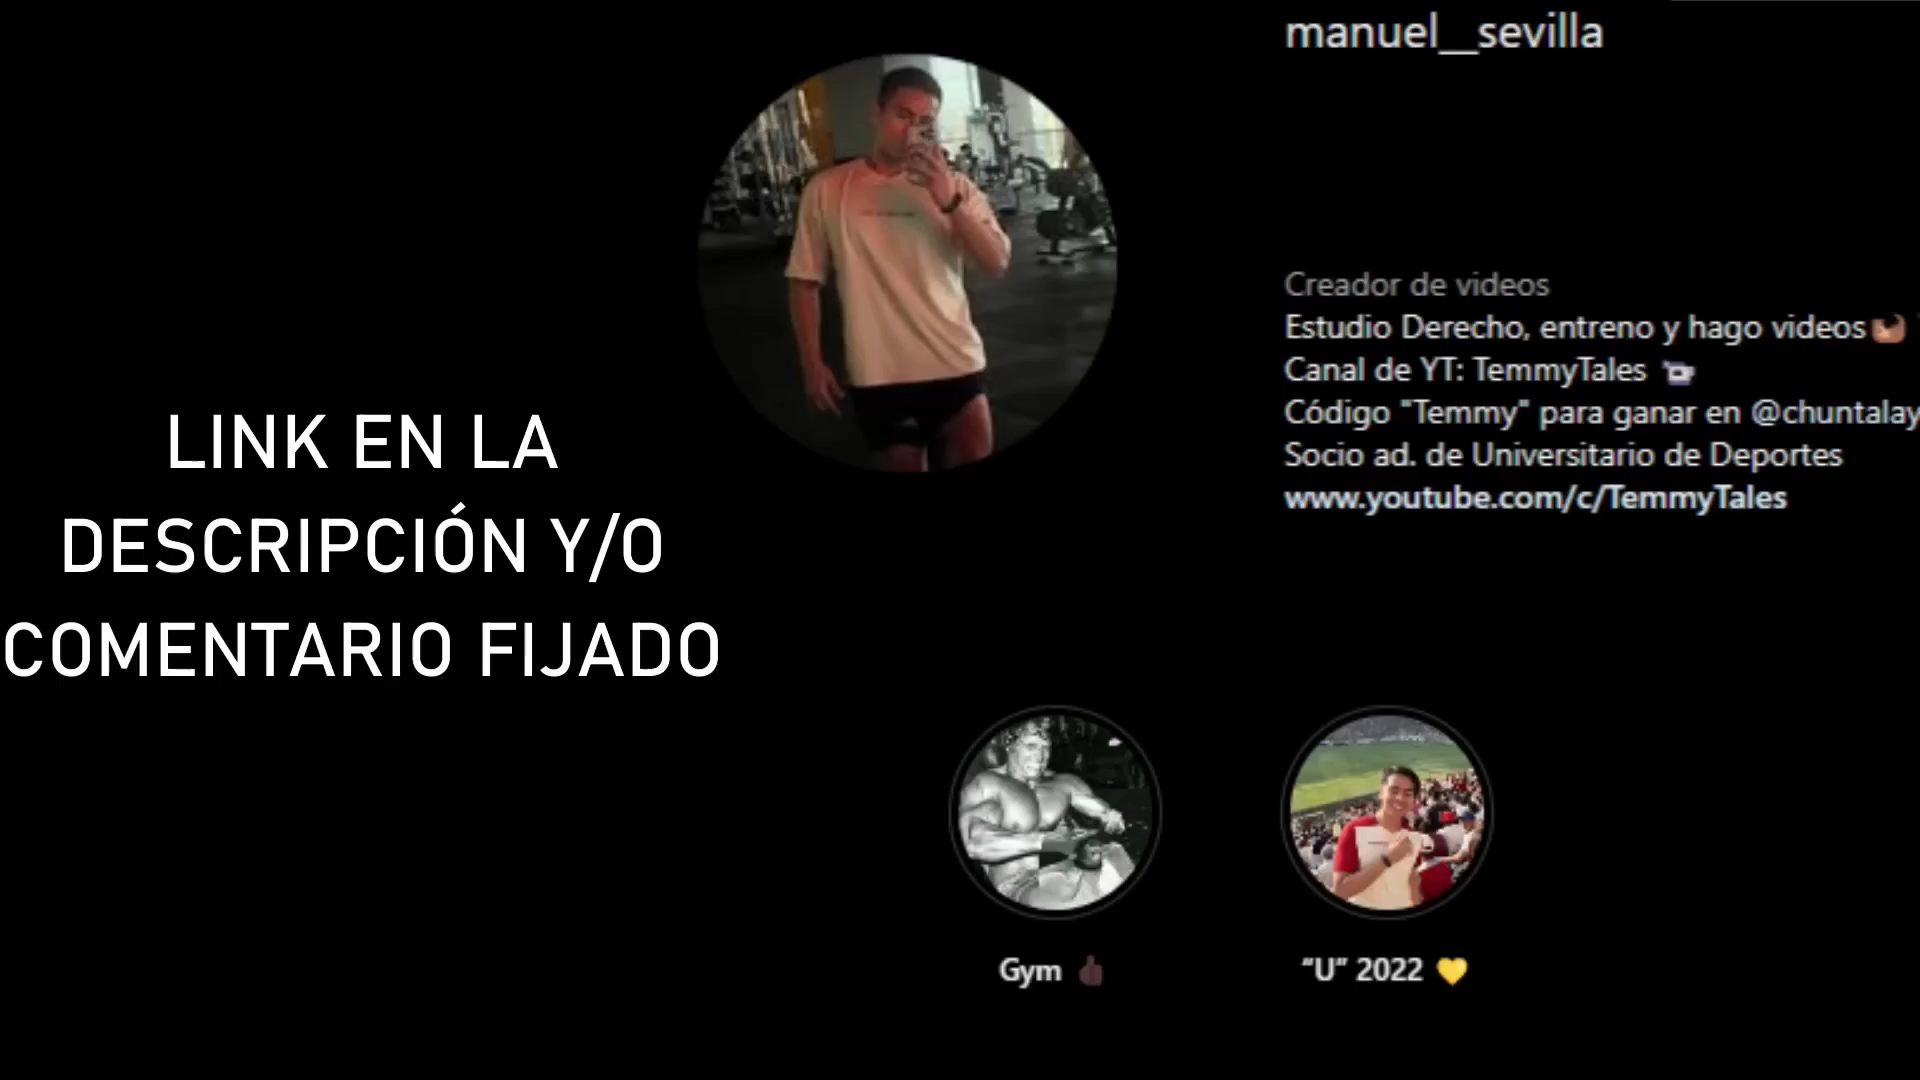 manuel__sevilla
Creador de videos
Estudio Derecho, entreno y hago videos
Canal de YT: TemmyTales
Código "Temmy" para ganar en @chuntalay
Socio ad. de Universitario de Deportes
www.youtube.com/c/TemmyTales
LINK EN LA
DESCRIPCIÓN Y/O
COMENTARIO FIJADO
Gym
“U” 2022